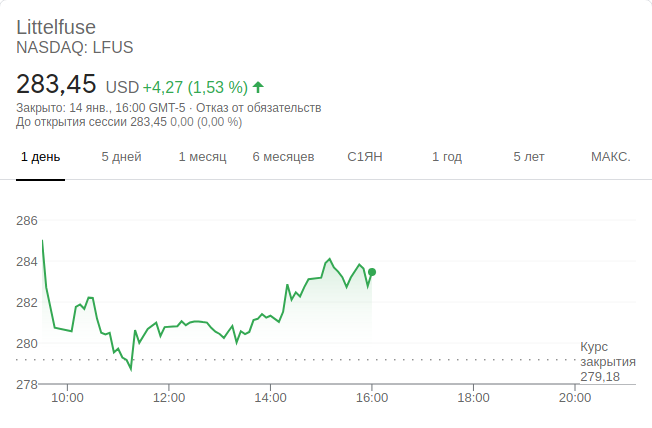 Littelfuse
NASDAQ: LFUS
283,45 USD +4,27 (1,53 %)
Закрыто: 14 янв., 16:00 GMT-5 · Отказ от обязательств
До открытия сессии 283,45 0,00 (0,00 %)
1 день 5 дней 1 месяц 6 месяцев С1ЯН 1 год 5 лет МАКС.
286
284
282
280
Курс
закрытия
279,18
278
10:00 12:00 14:00 16:00 18:00 20:00